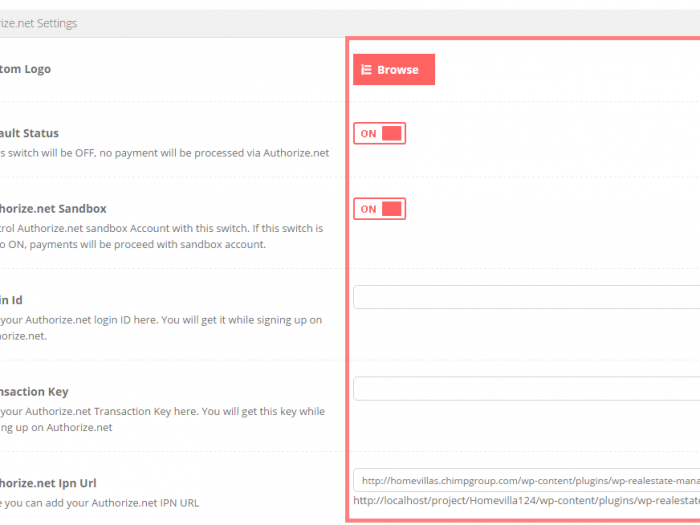 ize.net Settings
tom Logo
Browse
ault Status
ON
s switch will be OFF, no payment will be processed via Authorize.net
horize.net Sandbox
ON
trol Authorize.net sandbox Account with this switch. If this switch is
o ON, payments will be proceed with sandbox account.
in Id
your Authorize.net login ID here. You will get it while signing up on
horize.net.
nsaction Key
your Authorize.net Transaction Key here. You will get this key while
ng up on Authorize.net
horize.net Ipn Url
http://homevillas.chimpgroup.com/wp-content/plugins/wp-realestate-mana
e you can add your Authorize.net IPN URL
http://localhost/project/Homevilla124/wp-content/plugins/wp-realestate